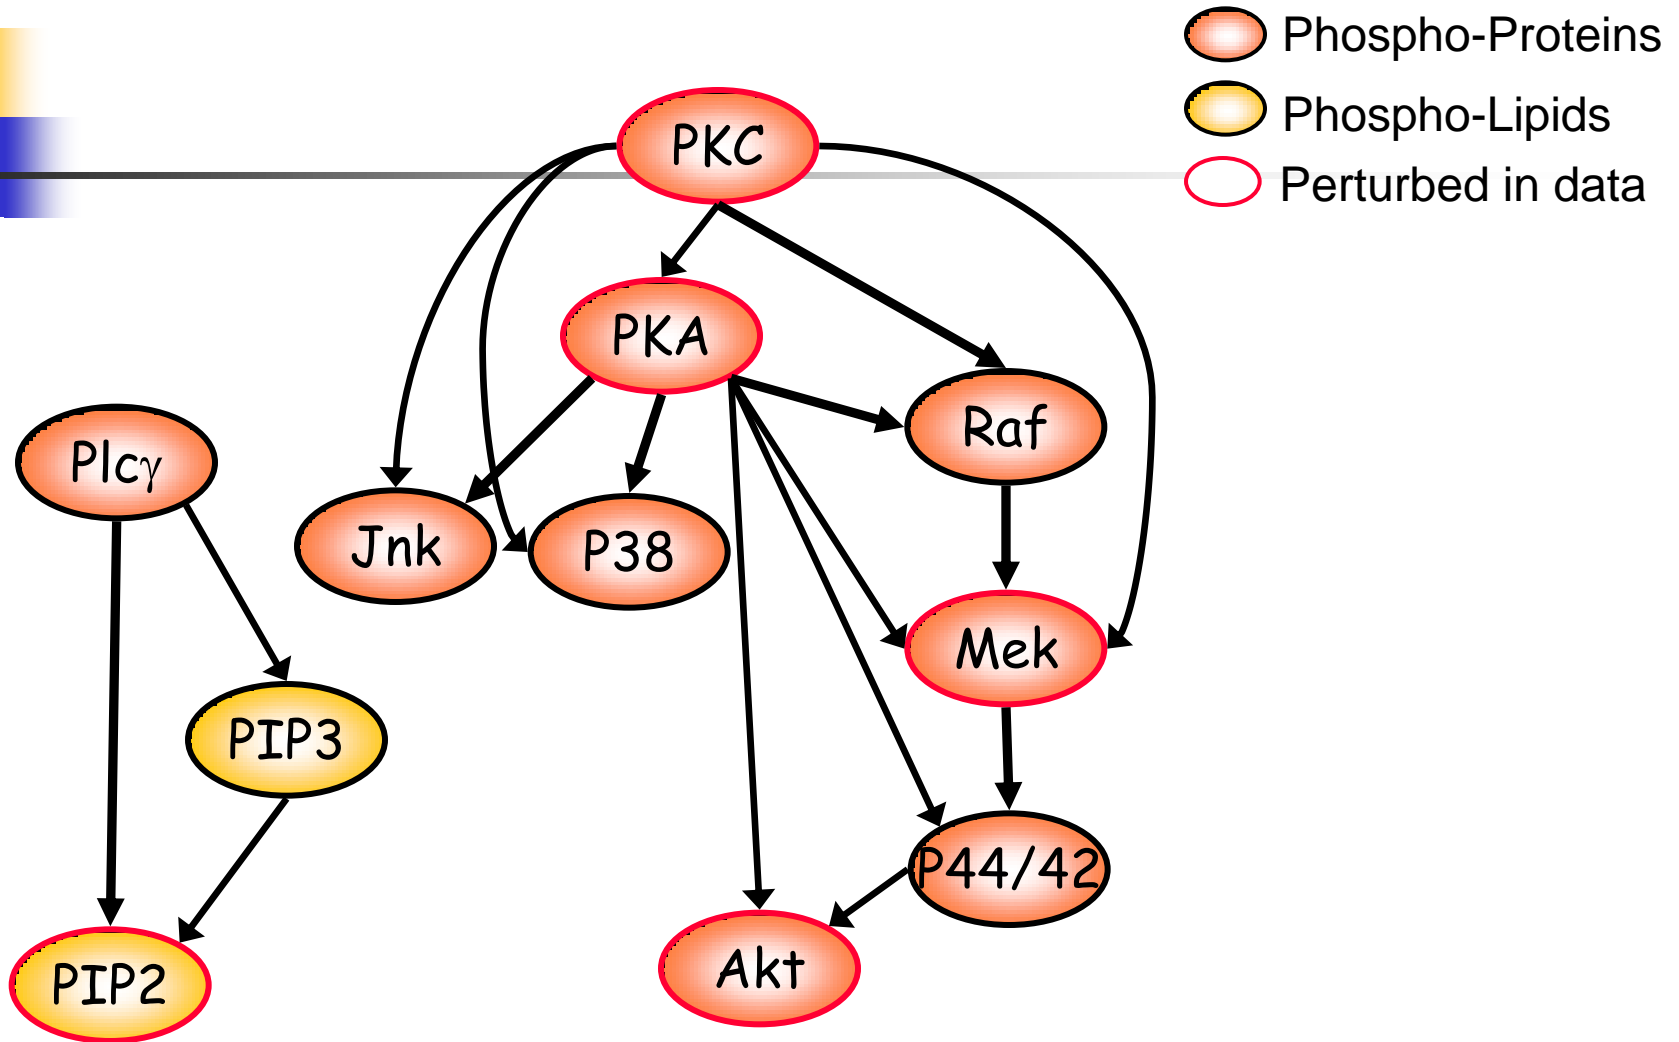 Phospho-Proteins
Phospho-Lipids
Perturbed in data
PKC
PKA
Raf
Plcγ
Jnk
P38
Mek
PIP3
P44/42
Akt
PIP2